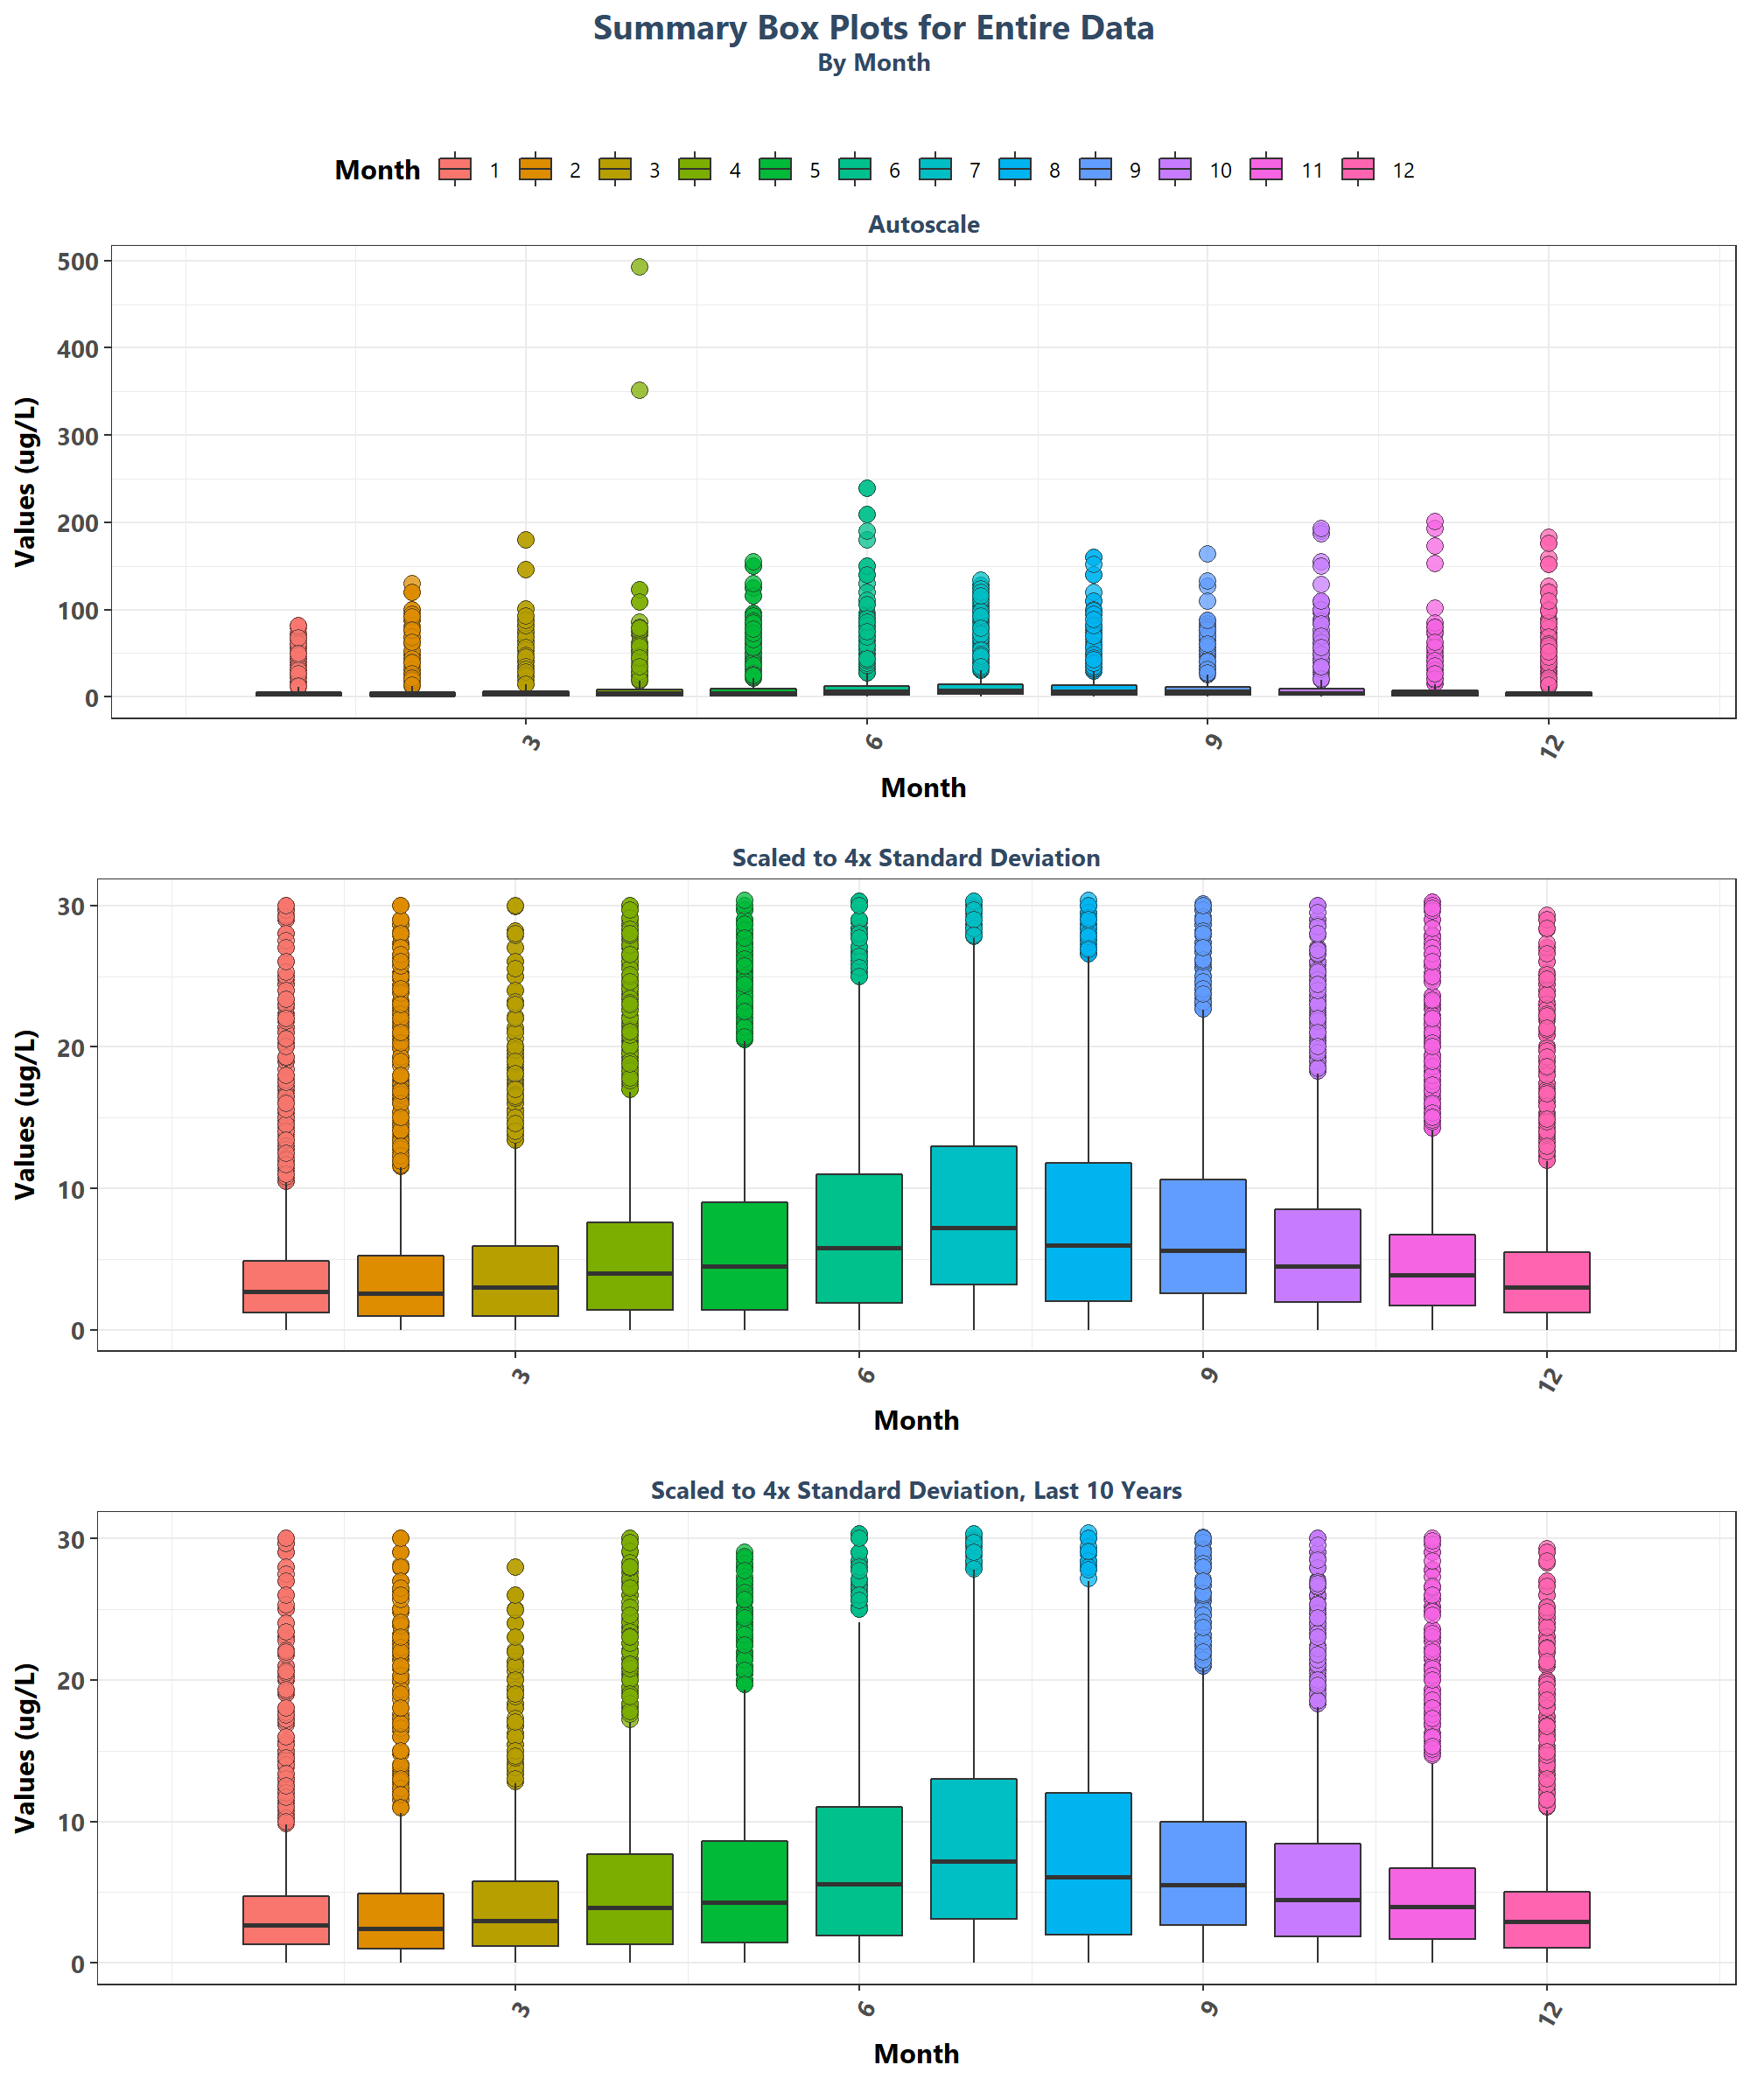 Summary Box Plots for Entire Data
By Month
Month 1 2 3 4 5 6 7 8 9 10 11 12
Autoscale
Values (ug/L)
500
400
300
200
100
0
3 6 9 12
Month
Scaled to 4x Standard Deviation
Values (ug/L)
30
20
10
0
3 6 9 12
Month
Scaled to 4x Standard Deviation, Last 10 Years
Values (ug/L)
30
20
10
0
3 6 9 12
Month